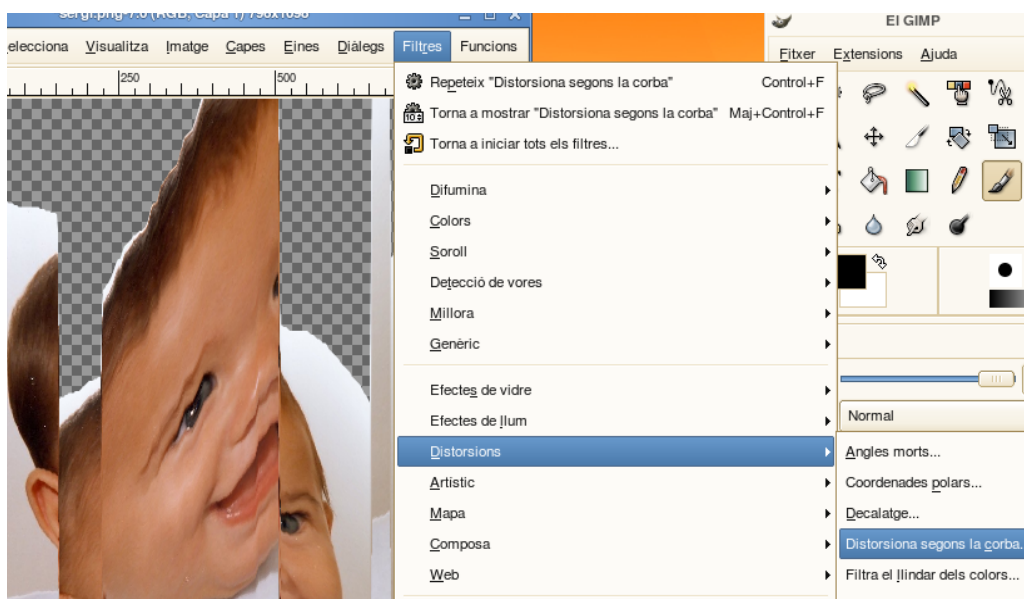 sergi.png-7.0 (RGB, Capa 1) 796x1098
El GIMP
elecciona Visualitza Imatge Capes Eines Diàlegs Filtres Funcions
Fitxer Extensions Ajuda
250 500
Repeteix "Distorsiona segons la corba" Control+F
Torna a mostrar "Distorsiona segons la corba" Maj+Control+F
Torna a iniciar tots els filtres...
Difumina
Colors
Soroll
Detecció de vores
Millora
Genèric
Efectes de vidre
Efectes de llum
Normal
Distorsions
Angles morts...
Artístic
Coordenades polars...
Mapa
Decalatge...
Composa
Distorsiona segons la corba.
Web
Filtra el llindar dels colors...